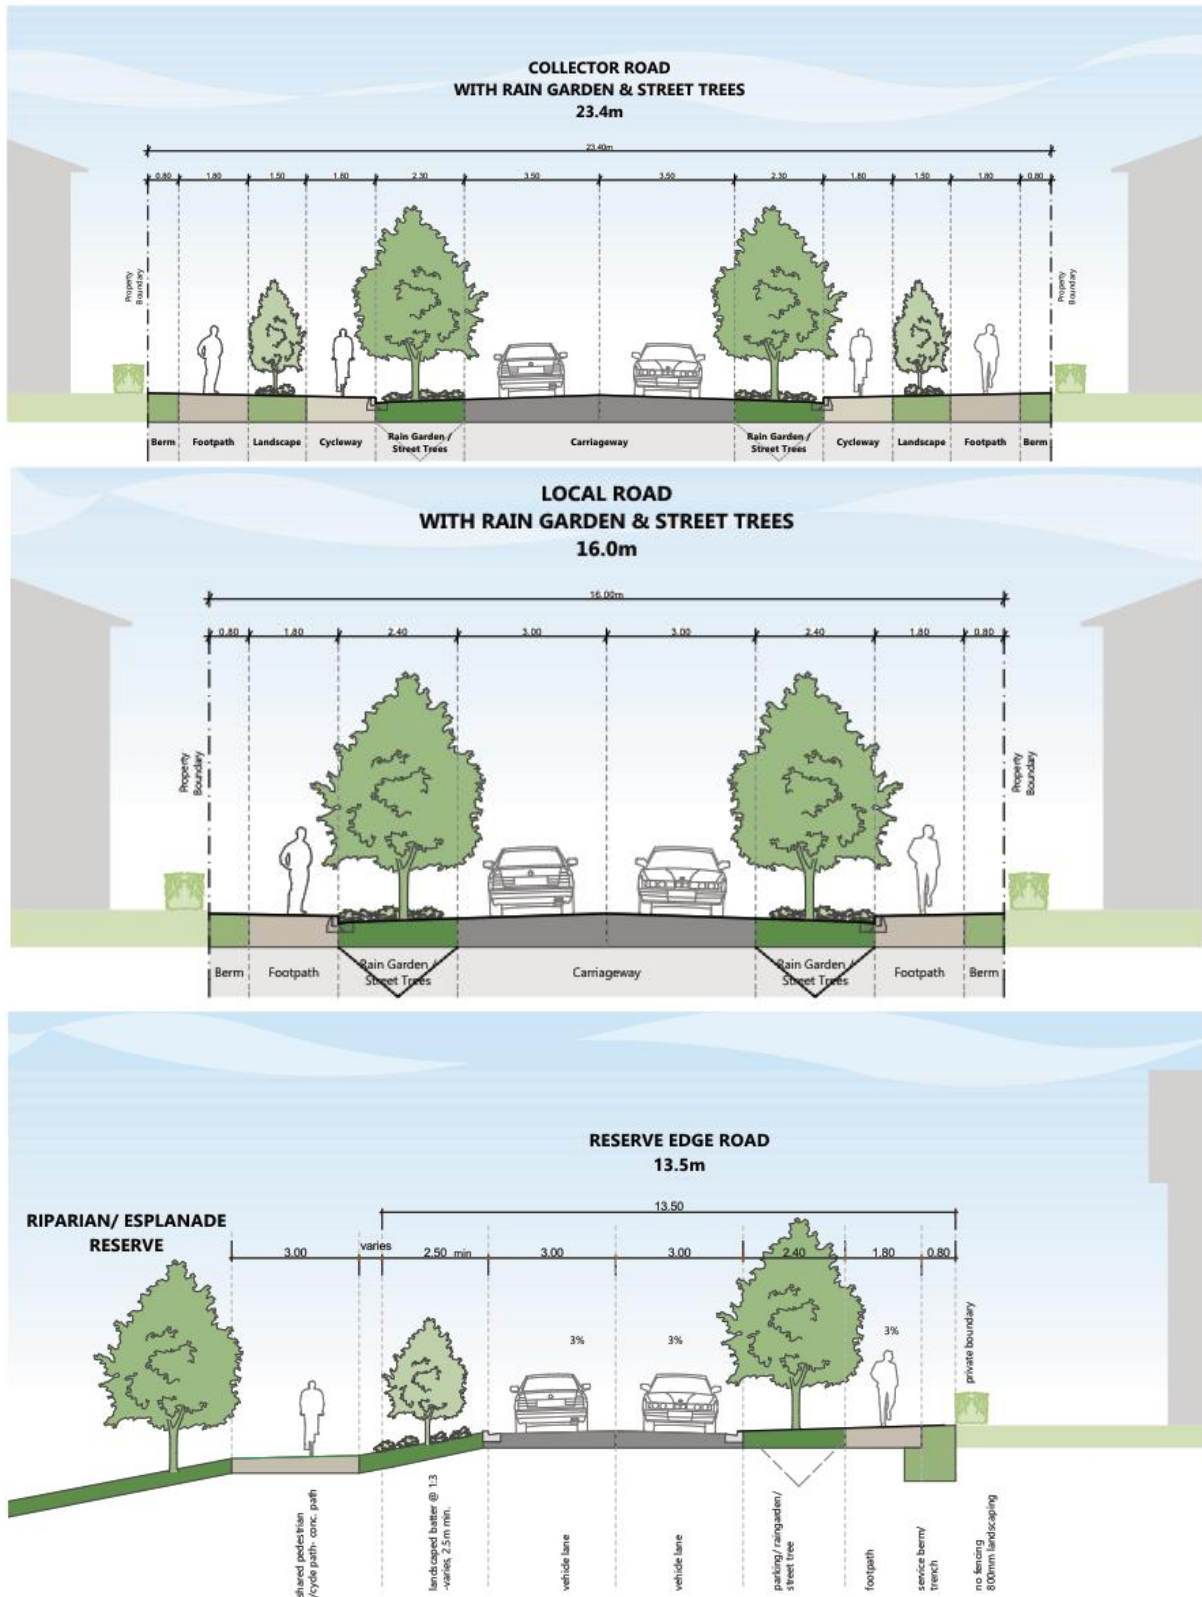 COLLECTOR ROAD
WITH RAIN GARDEN & STREET TREES
23.4m
23.40m
0.80 1.80 1.50 1.80 2.30 3.50 3.50 2.30 1.80 1.50 1.80 0.80
Property
Boundary
Property
Boundary
Berm Footpath Landscape Cycleway Rain Garden / Carriageway Rain Garden / Cycleway Landscape Footpath Berm
Street Trees Street Trees
LOCAL ROAD
WITH RAIN GARDEN & STREET TREES
16.0m
16.00m
0.80 1.80 2.40 3.00 3.00 2.40 1.80 0.80
Property
Boundary
Property
Boundary
Berm Footpath Rain Garden / Carriageway Rain Garden / Footpath Berm
Street Trees Street Trees
RESERVE EDGE ROAD
13.5m
13.50
RIPARIAN/ ESPLANADE
RESERVE
3.00 varies 2.50 min 3.00 3.00 2.40 1.80 0.80
3% 3% 3%
private boundary
shared pedestrian
/cycle path- conc. path
landscaped batter @ 1:3
-varies, 2.5m min.
vehicle lane
vehicle lane
parking/ raingarden/
street tree
footpath
service berm/
trench
no fencing
800mm landscaping